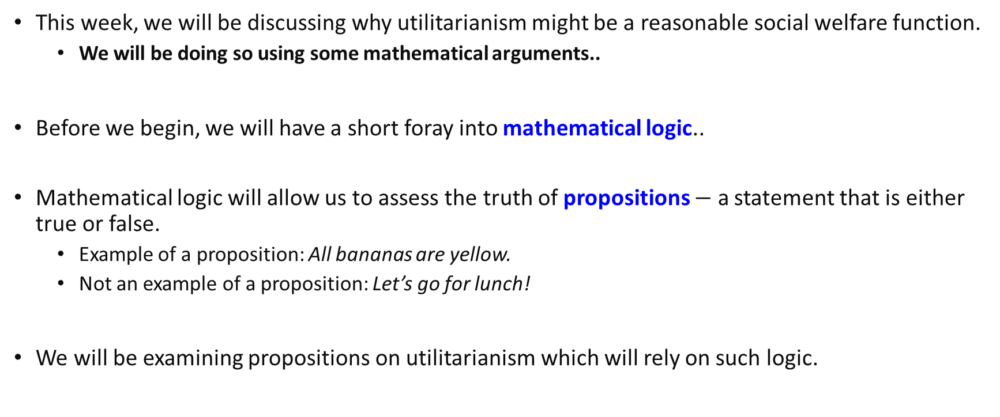 • This week, we will be discussing why utilitarianism might be a reasonable social welfare function.
• We will be doing so using some mathematical arguments..
• Before we begin, we will have a short foray into mathematical logic..
• Mathematical logic will allow us to assess the truth of propositions – a statement that is either
true or false.
• Example of a proposition: All bananas are yellow.
• Not an example of a proposition: Let’s go for lunch!
• We will be examining propositions on utilitarianism which will rely on such logic.